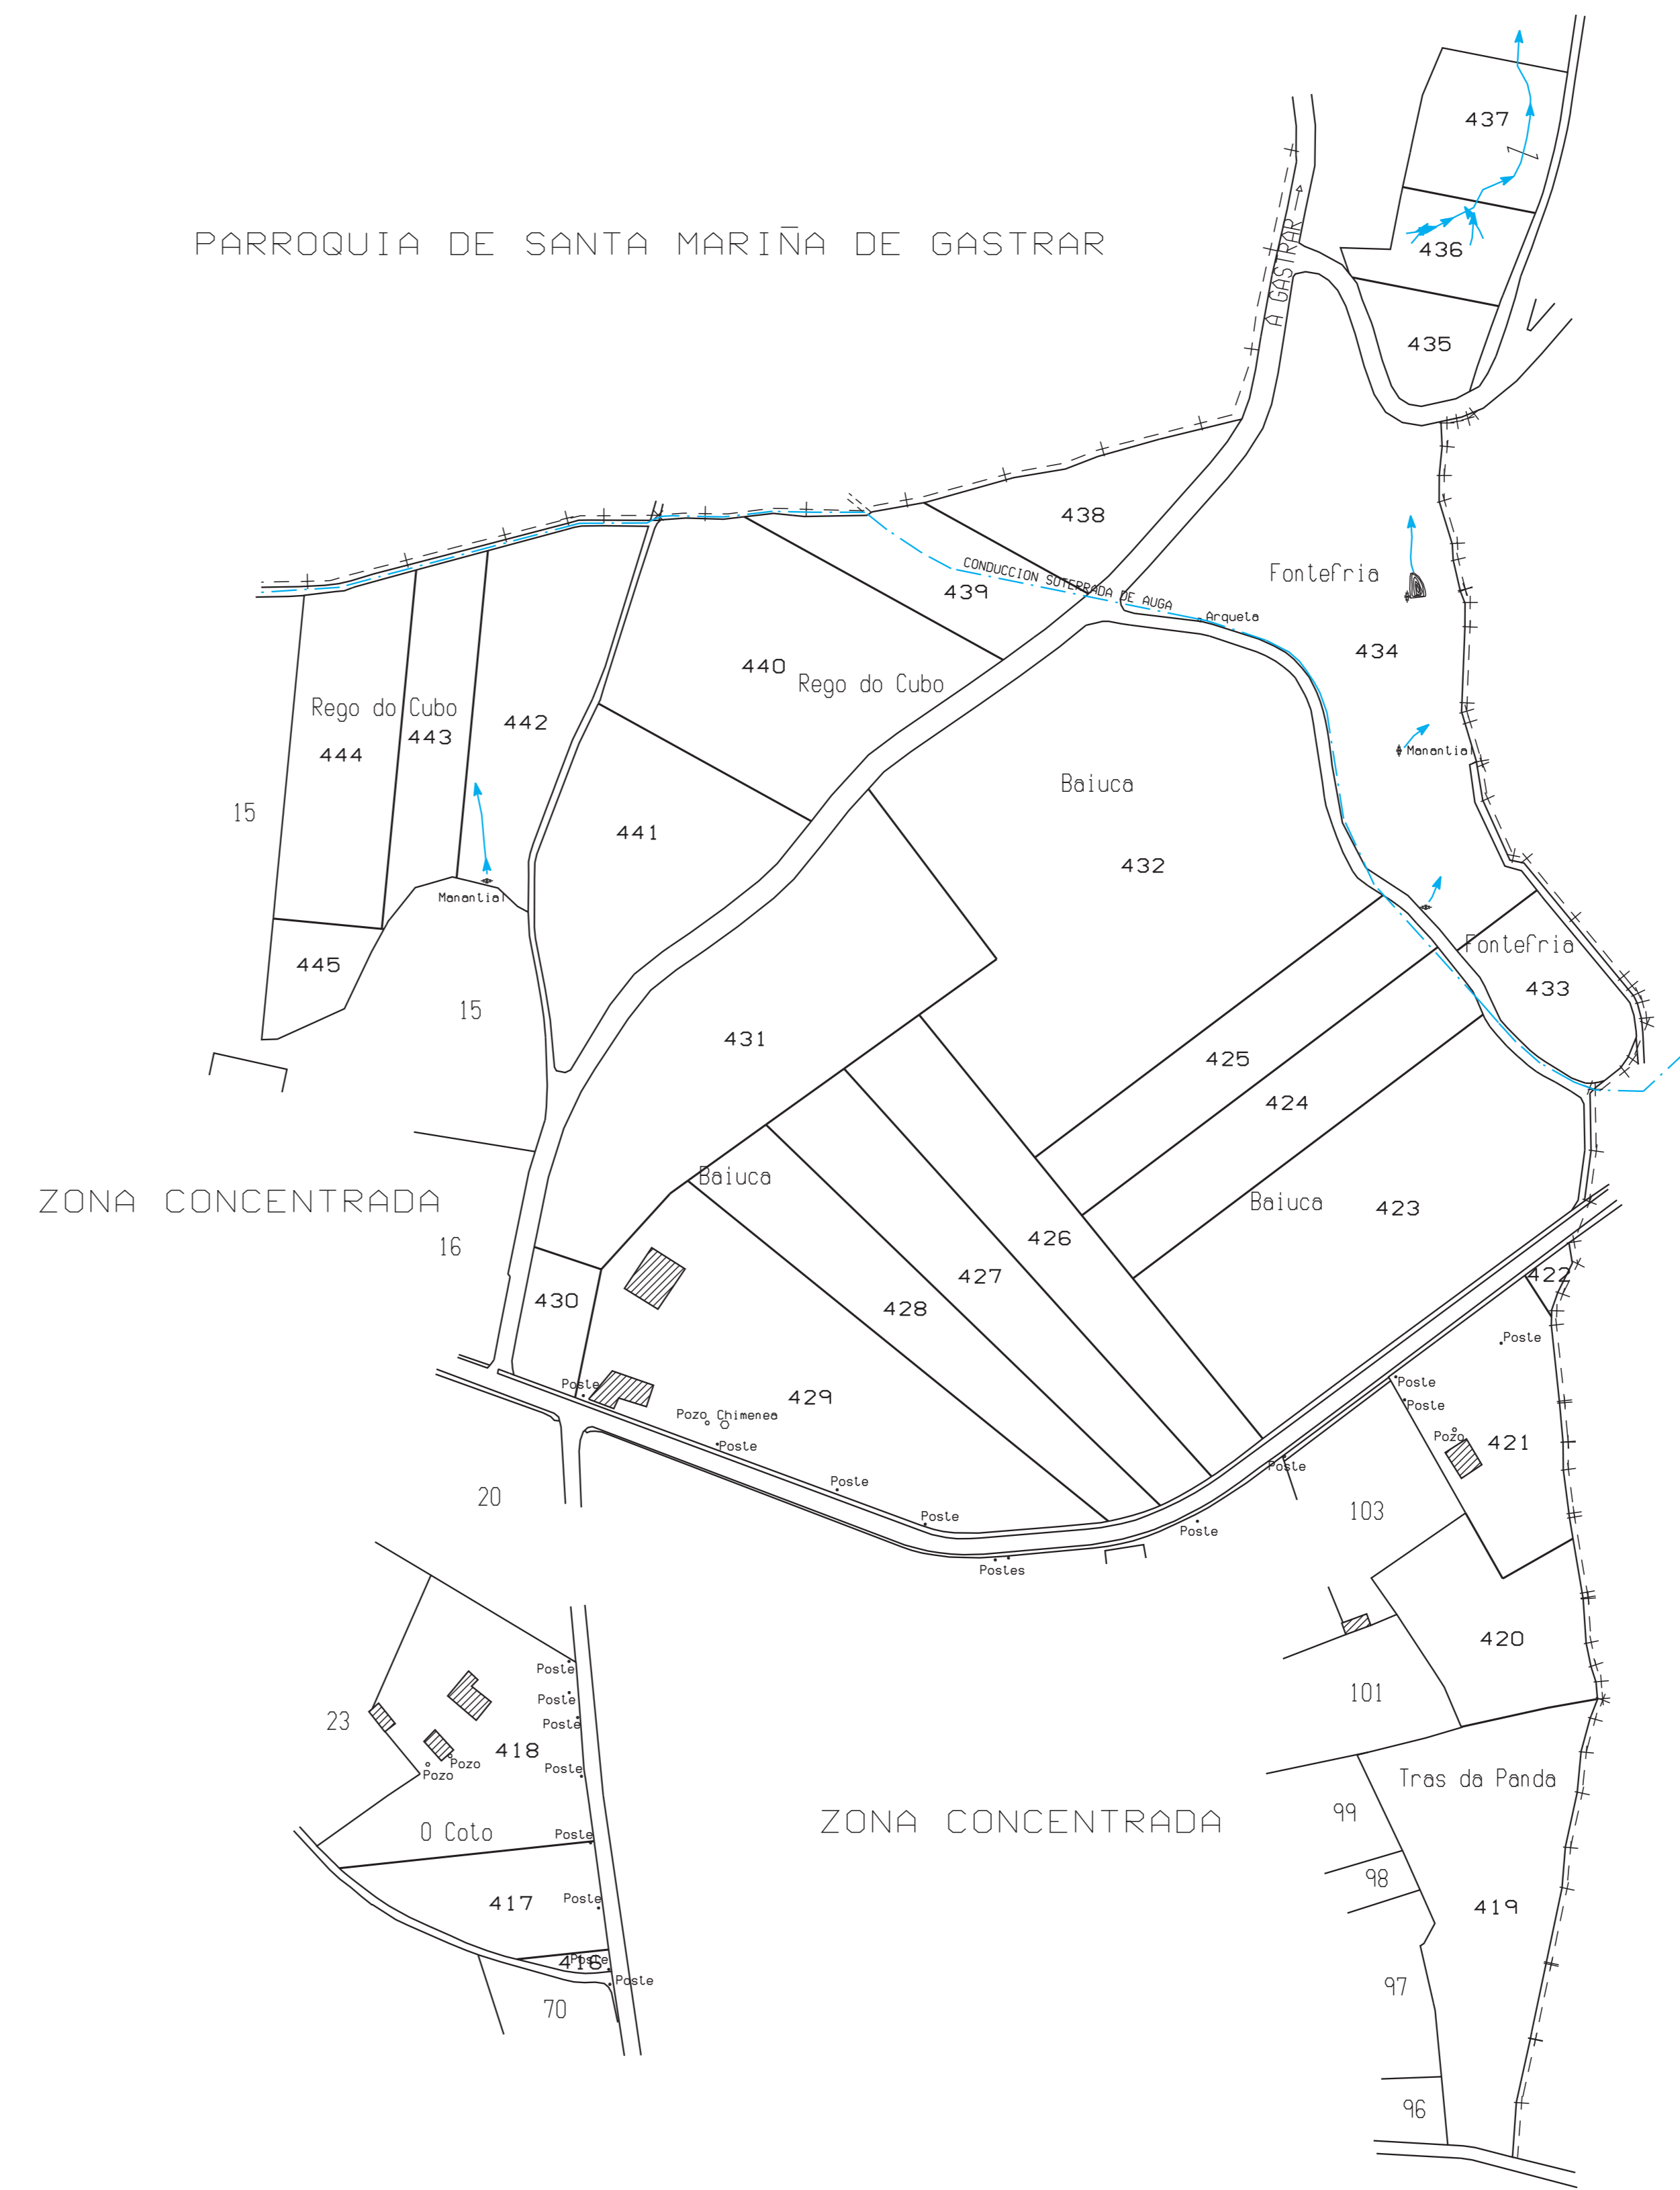 437
PARROQUIA DE SANTA MARIÑA DE GASTRAR
436
A GASTRAR
435
438
Fontefria
CONDUCCION SOTERRADA DE AUGA
439
Arqueta
434
440
Rego do Cubo
Rego do Cubo
442
443
444
Manantial
Baiuca
15
441
432
Manantial
Fontefria
445
433
15
431
425
424
Baiuca
ZONA CONCENTRADA
Baiuca
423
426
16
427
422
430
428
Poste
Poste
Poste
429
Poste
Pozo Chimenea
Pozo
421
Poste
Poste
Poste
20
103
Poste
Poste
Postes
420
Poste
101
Poste
23
Poste
418
Pozo
Pozo
Poste
Tras da Panda
99
ZONA CONCENTRADA
O Coto
Poste
98
417
Poste
419
Poste
416
Poste
97
70
96